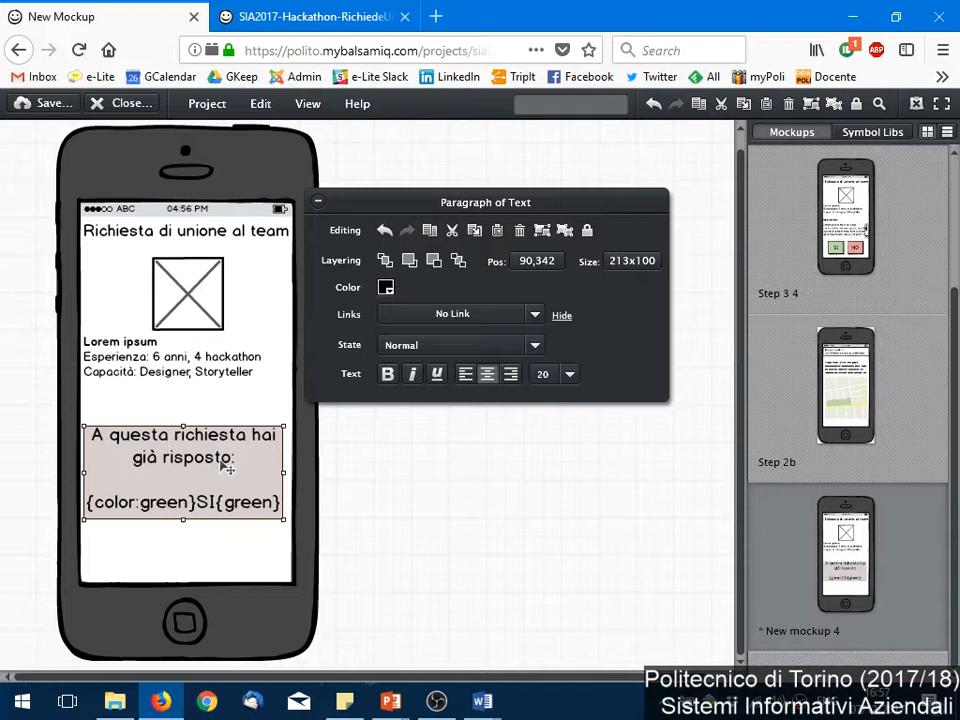 New Mockup
SIA2017-Hackathon-RichiedeU
https://polito.mybalsamiq.com/projects/sia
Search
1
ABP
Inbox
e-Lite
GCalendar
GKeep
Admin
e-Lite Slack
LinkedIn
TripIt
Facebook
Twitter
All
myPoli
Docente
Save...
Close...
Project
Edit
View
Help
Mockups
Symbol Libs
ABC
04:56 PM
Richiesta di unione al team
Lorem ipsum
Esperienza: 6 anni, 4 hackathon
Capacità: Designer, Storyteller
A questa richiesta hai
già risposto:
{color:green}SI{green}
Paragraph of Text
Editing
Layering
Pos:
90,342
Size:
213x100
Color
Links
No Link
Hide
State
Normal
Text
B
i
U
20
Step 3 4
Step 2b
* New mockup 4
Politecnico di Torino (2017/18)
Sistemi Informativi Aziendali